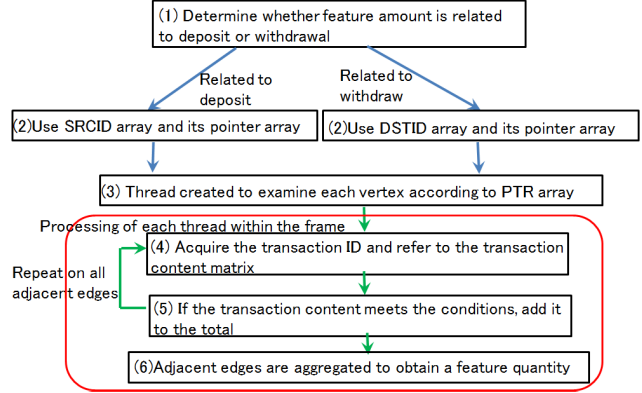 (1) Determine whether feature amount is related
to deposit or withdrawal
Related to
deposit
Related to
withdraw
(2)Use SRCID array and its pointer array
(2)Use DSTID array and its pointer array
(3) Thread created to examine each vertex according to PTR array
Processing of each thread within the frame
(4) Acquire the transaction ID and refer to the transaction
content matrix
Repeat on all
adjacent edges
(5) If the transaction content meets the conditions, add it
to the total
(6)Adjacent edges are aggregated to obtain a feature quantity